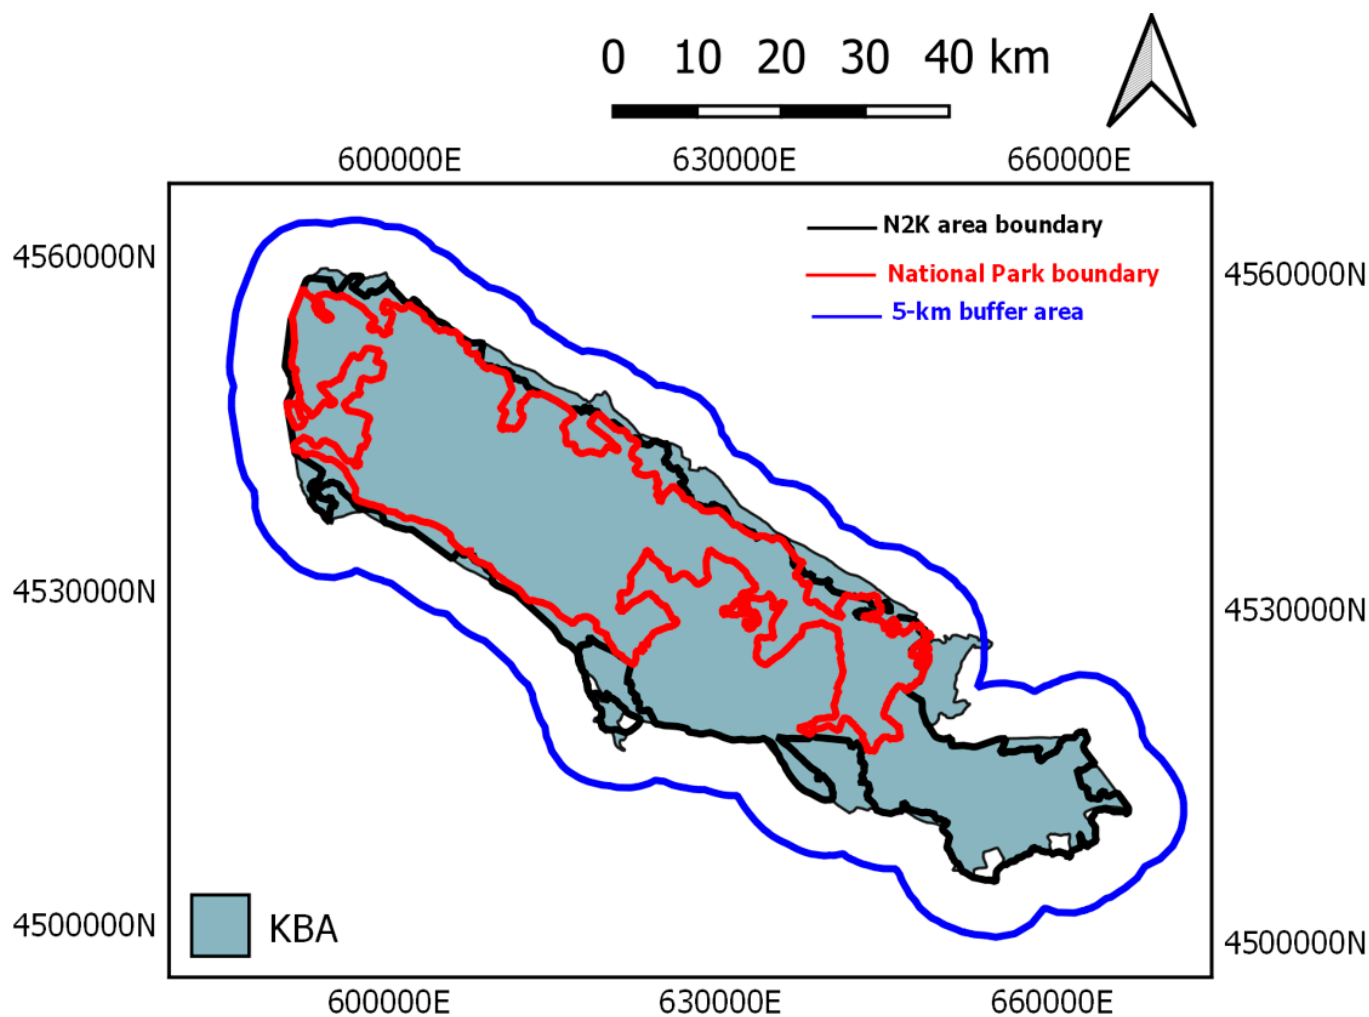 0 10 20 30 40 km
600000E 630000E 660000E
N2K area boundary
4560000N
National Park boundary
4560000N
5-km buffer area
4530000N
4530000N
4500000N
KBA
4500000N
600000E 630000E 660000E